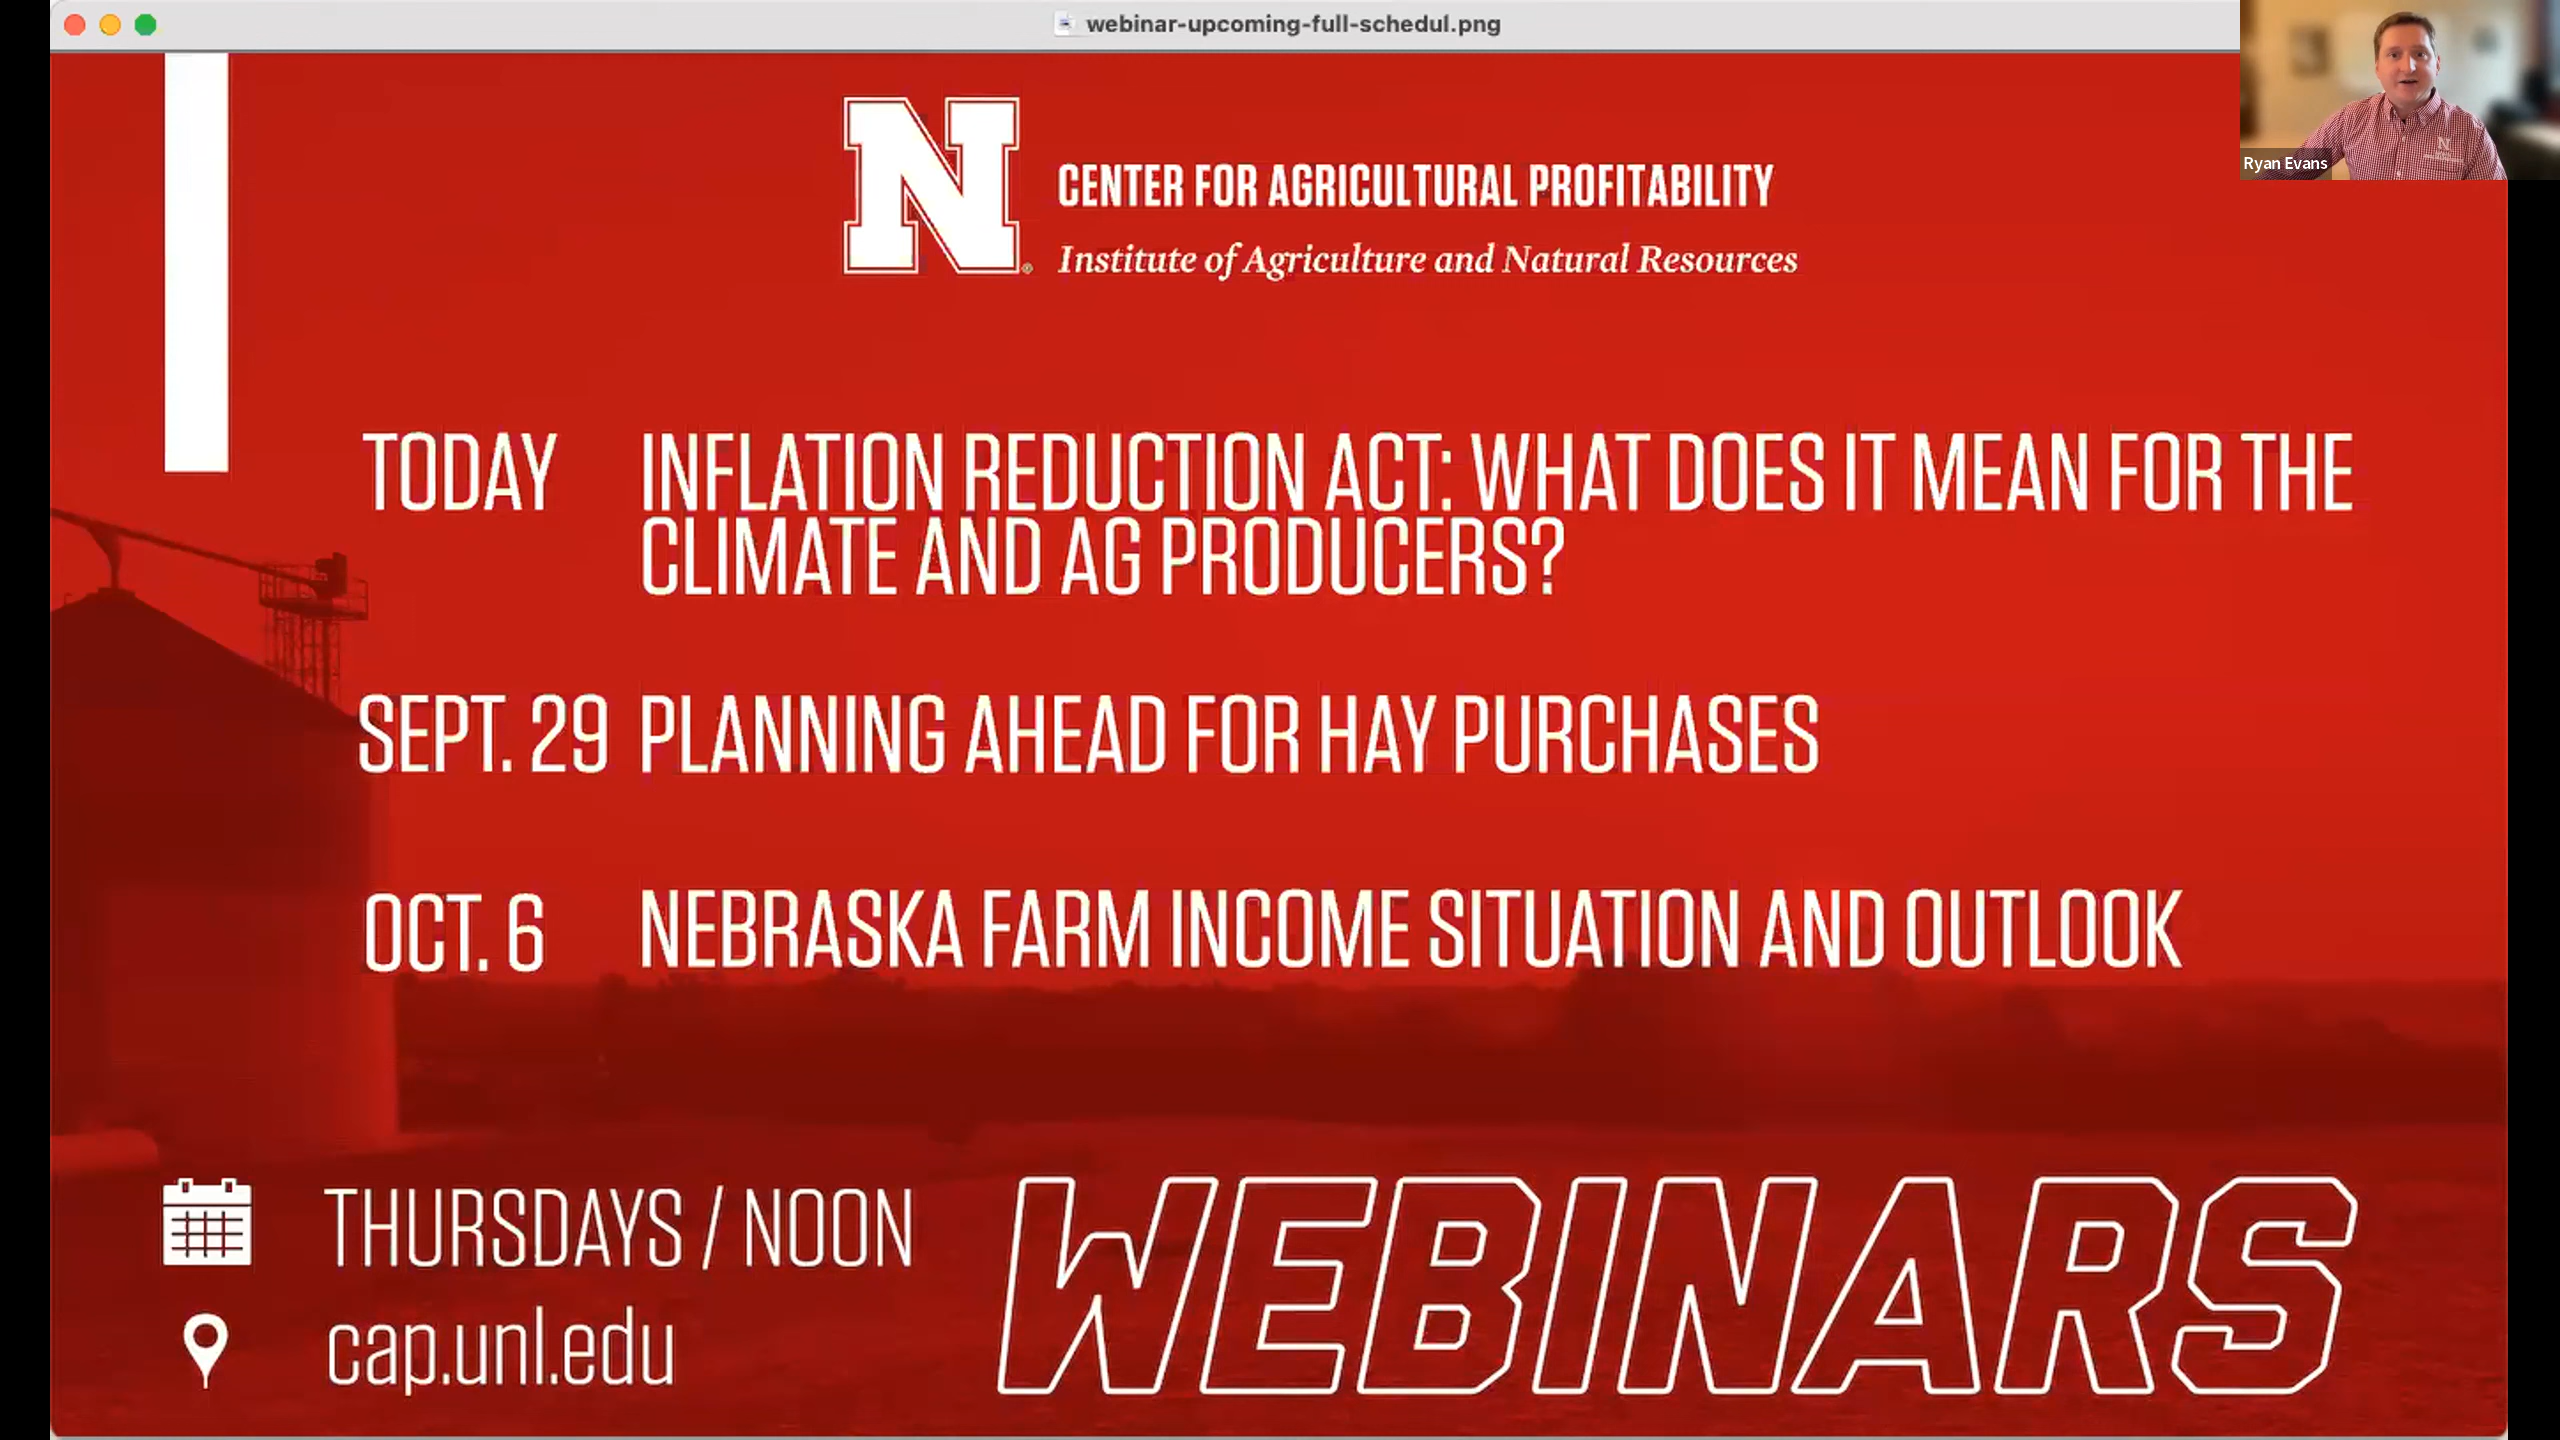 webinar-upcoming-full-schedul.png
Ryan Evans
N
N
CENTER FOR AGRICULTURAL PROFITABILITY
Institute of Agriculture and Natural Resources
TODAY INFLATION REDUCTION ACT: WHAT DOES IT MEAN FOR THE
CLIMATE AND AG PRODUCERS?
SEPT. 29 PLANNING AHEAD FOR HAY PURCHASES
OCT. 6 NEBRASKA FARM INCOME SITUATION AND OUTLOOK
THURSDAYS / NOON
cap.unl.edu
WEBINARS